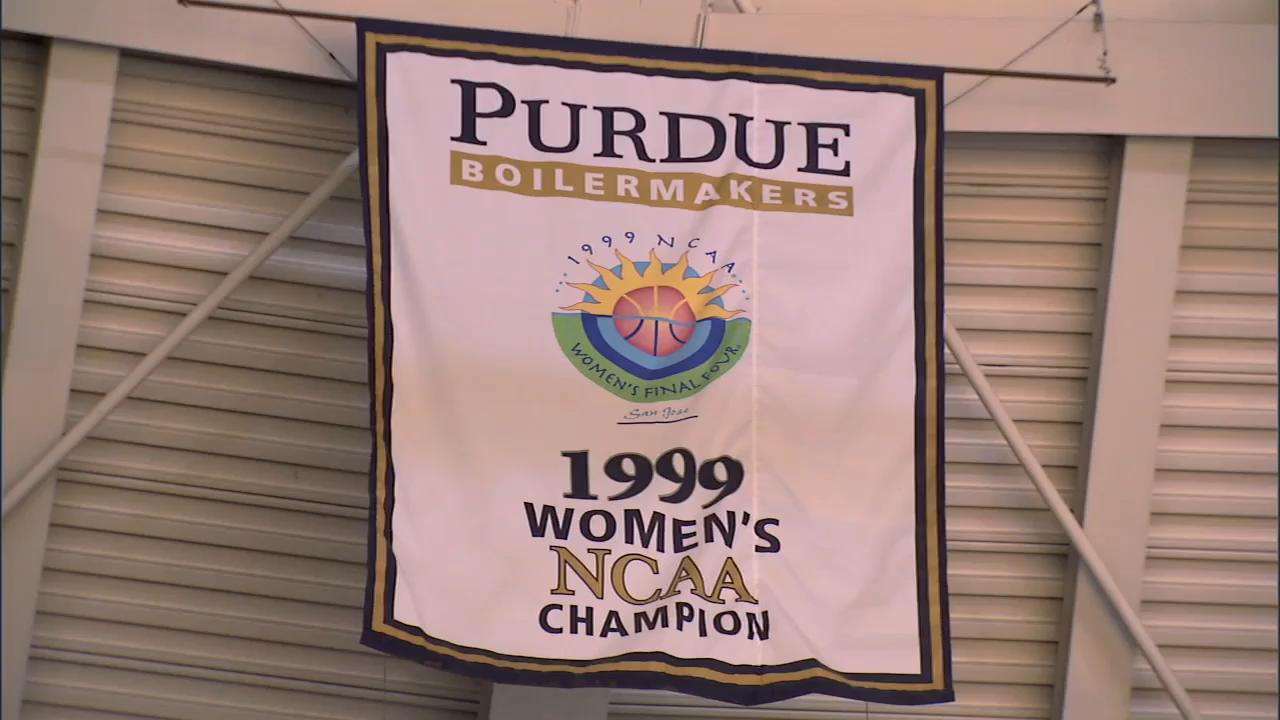 PURDUE
BOILERMAKERS
1999 NCAA
WOMEN'S FINAL FOUR
San Jose
1999
WOMEN'S
NCAA
CHAMPION